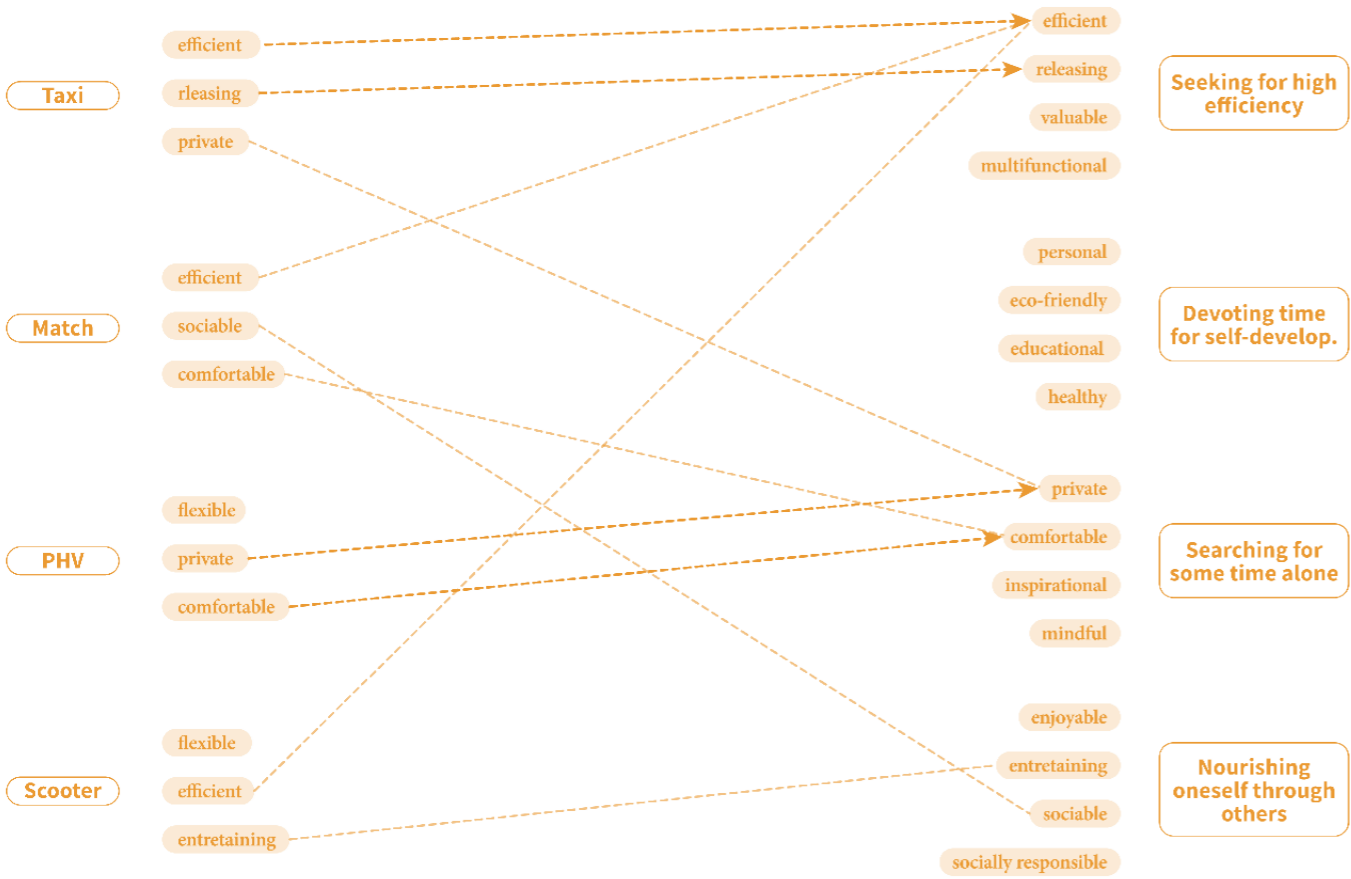 Taxi
efficient
rleasing
private
Match
efficient
sociable
comfortable
PHV
flexible
private
comfortable
Scooter
flexible
efficient
entretaining
efficient
releasing
valuable
multifunctional
Seeking for high
efficiency
personal
eco-friendly
educational
healthy
Devoting time
for self-develop.
private
comfortable
inspirational
mindful
Searching for
some time alone
enjoyable
entretaining
sociable
socially responsible
Nourishing
oneself through
others